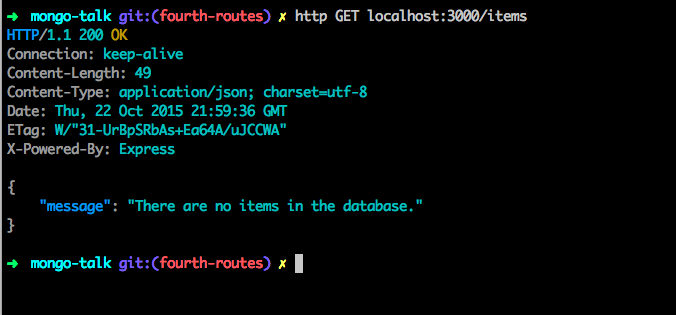 ➜ mongo-talk git:(fourth-routes) ✗ http GET localhost:3000/items
HTTP/1.1 200 OK
Connection: keep-alive
Content-Length: 49
Content-Type: application/json; charset=utf-8
Date: Thu, 22 Oct 2015 21:59:36 GMT
ETag: W/"31-UrBpSRbAs+Ea64A/uJCCWA"
X-Powered-By: Express
{
"message": "There are no items in the database."
}
➜ mongo-talk git:(fourth-routes) ✗